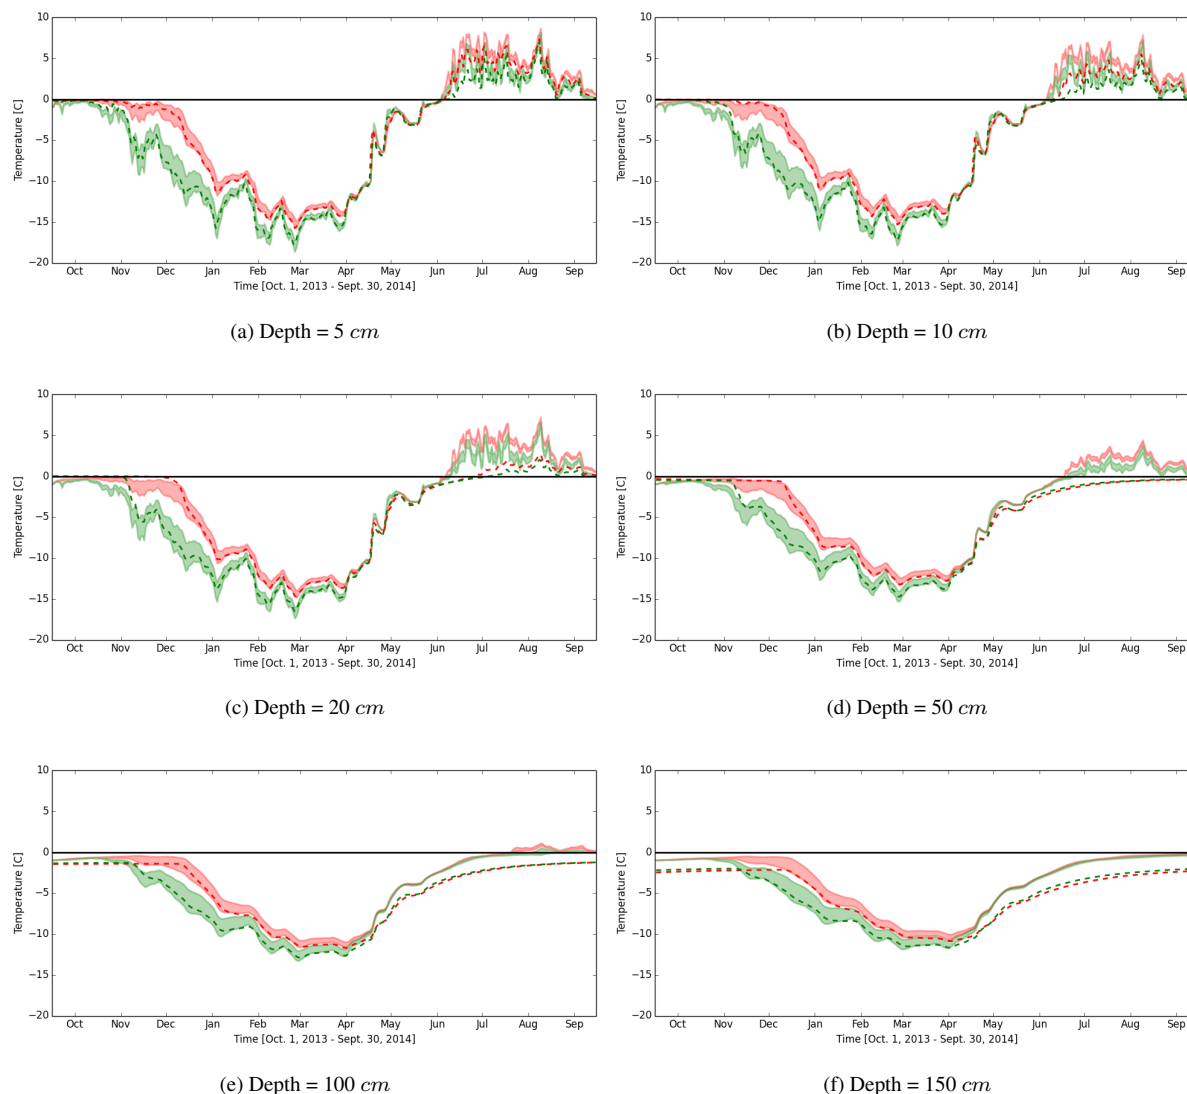 10
5
0
−5
−10
−15
−20
Temperature [C]
Oct Nov Dec Jan Feb Mar Apr May Jun Jul Aug Sep
Time [Oct. 1, 2013 - Sept. 30, 2014]
(a) Depth = 5 cm
10
5
0
−5
−10
−15
−20
Temperature [C]
Oct Nov Dec Jan Feb Mar Apr May Jun Jul Aug Sep
Time [Oct. 1, 2013 - Sept. 30, 2014]
(b) Depth = 10 cm
10
5
0
−5
−10
−15
−20
Temperature [C]
Oct Nov Dec Jan Feb Mar Apr May Jun Jul Aug Sep
Time [Oct. 1, 2013 - Sept. 30, 2014]
(c) Depth = 20 cm
10
5
0
−5
−10
−15
−20
Temperature [C]
Oct Nov Dec Jan Feb Mar Apr May Jun Jul Aug Sep
Time [Oct. 1, 2013 - Sept. 30, 2014]
(d) Depth = 50 cm
10
5
0
−5
−10
−15
−20
Temperature [C]
Oct Nov Dec Jan Feb Mar Apr May Jun Jul Aug Sep
Time [Oct. 1, 2013 - Sept. 30, 2014]
(e) Depth = 100 cm
10
5
0
−5
−10
−15
−20
Temperature [C]
Oct Nov Dec Jan Feb Mar Apr May Jun Jul Aug Sep
Time [Oct. 1, 2013 - Sept. 30, 2014]
(f) Depth = 150 cm